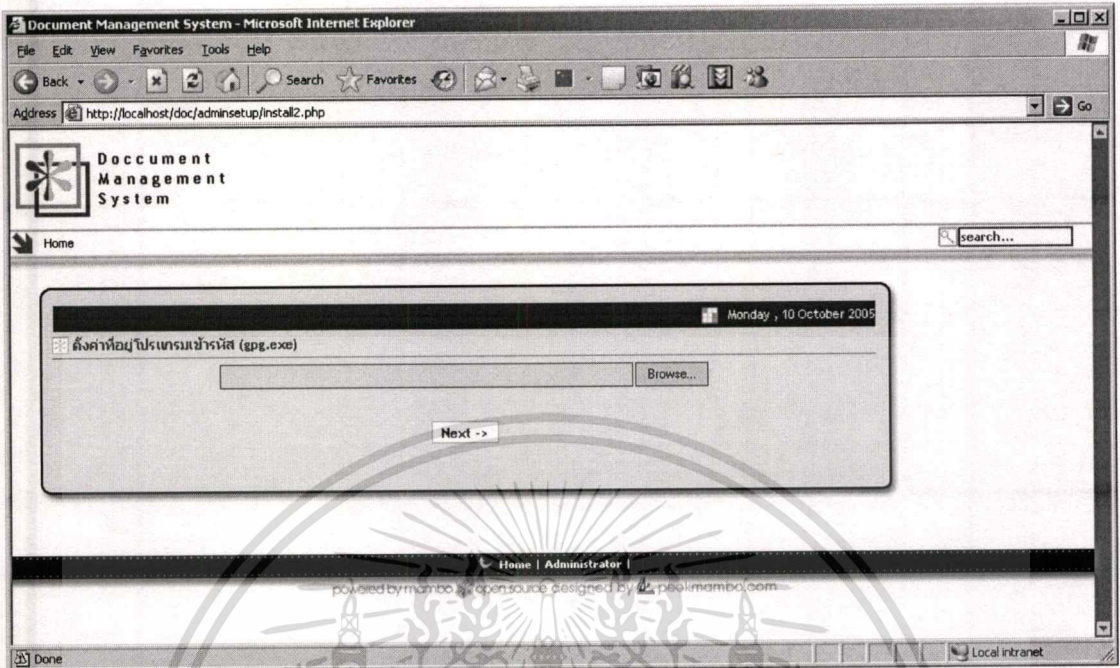 Document Management System - Microsoft Internet Explorer
File Edit View Favorites Tools Help
Back Search Favorites
Address http://localhost/doc/adminsetup/install2.php Go
Doccument
Management
System
Home search...
Monday , 10 October 2005
ตั้งค่าที่อยู่โปรแกรมเข้ารหัส (gpg.exe)
Browse...
Next ->
Home | Administrator |
powered by mambo open source designed by peekmambo.com
Done Local intranet